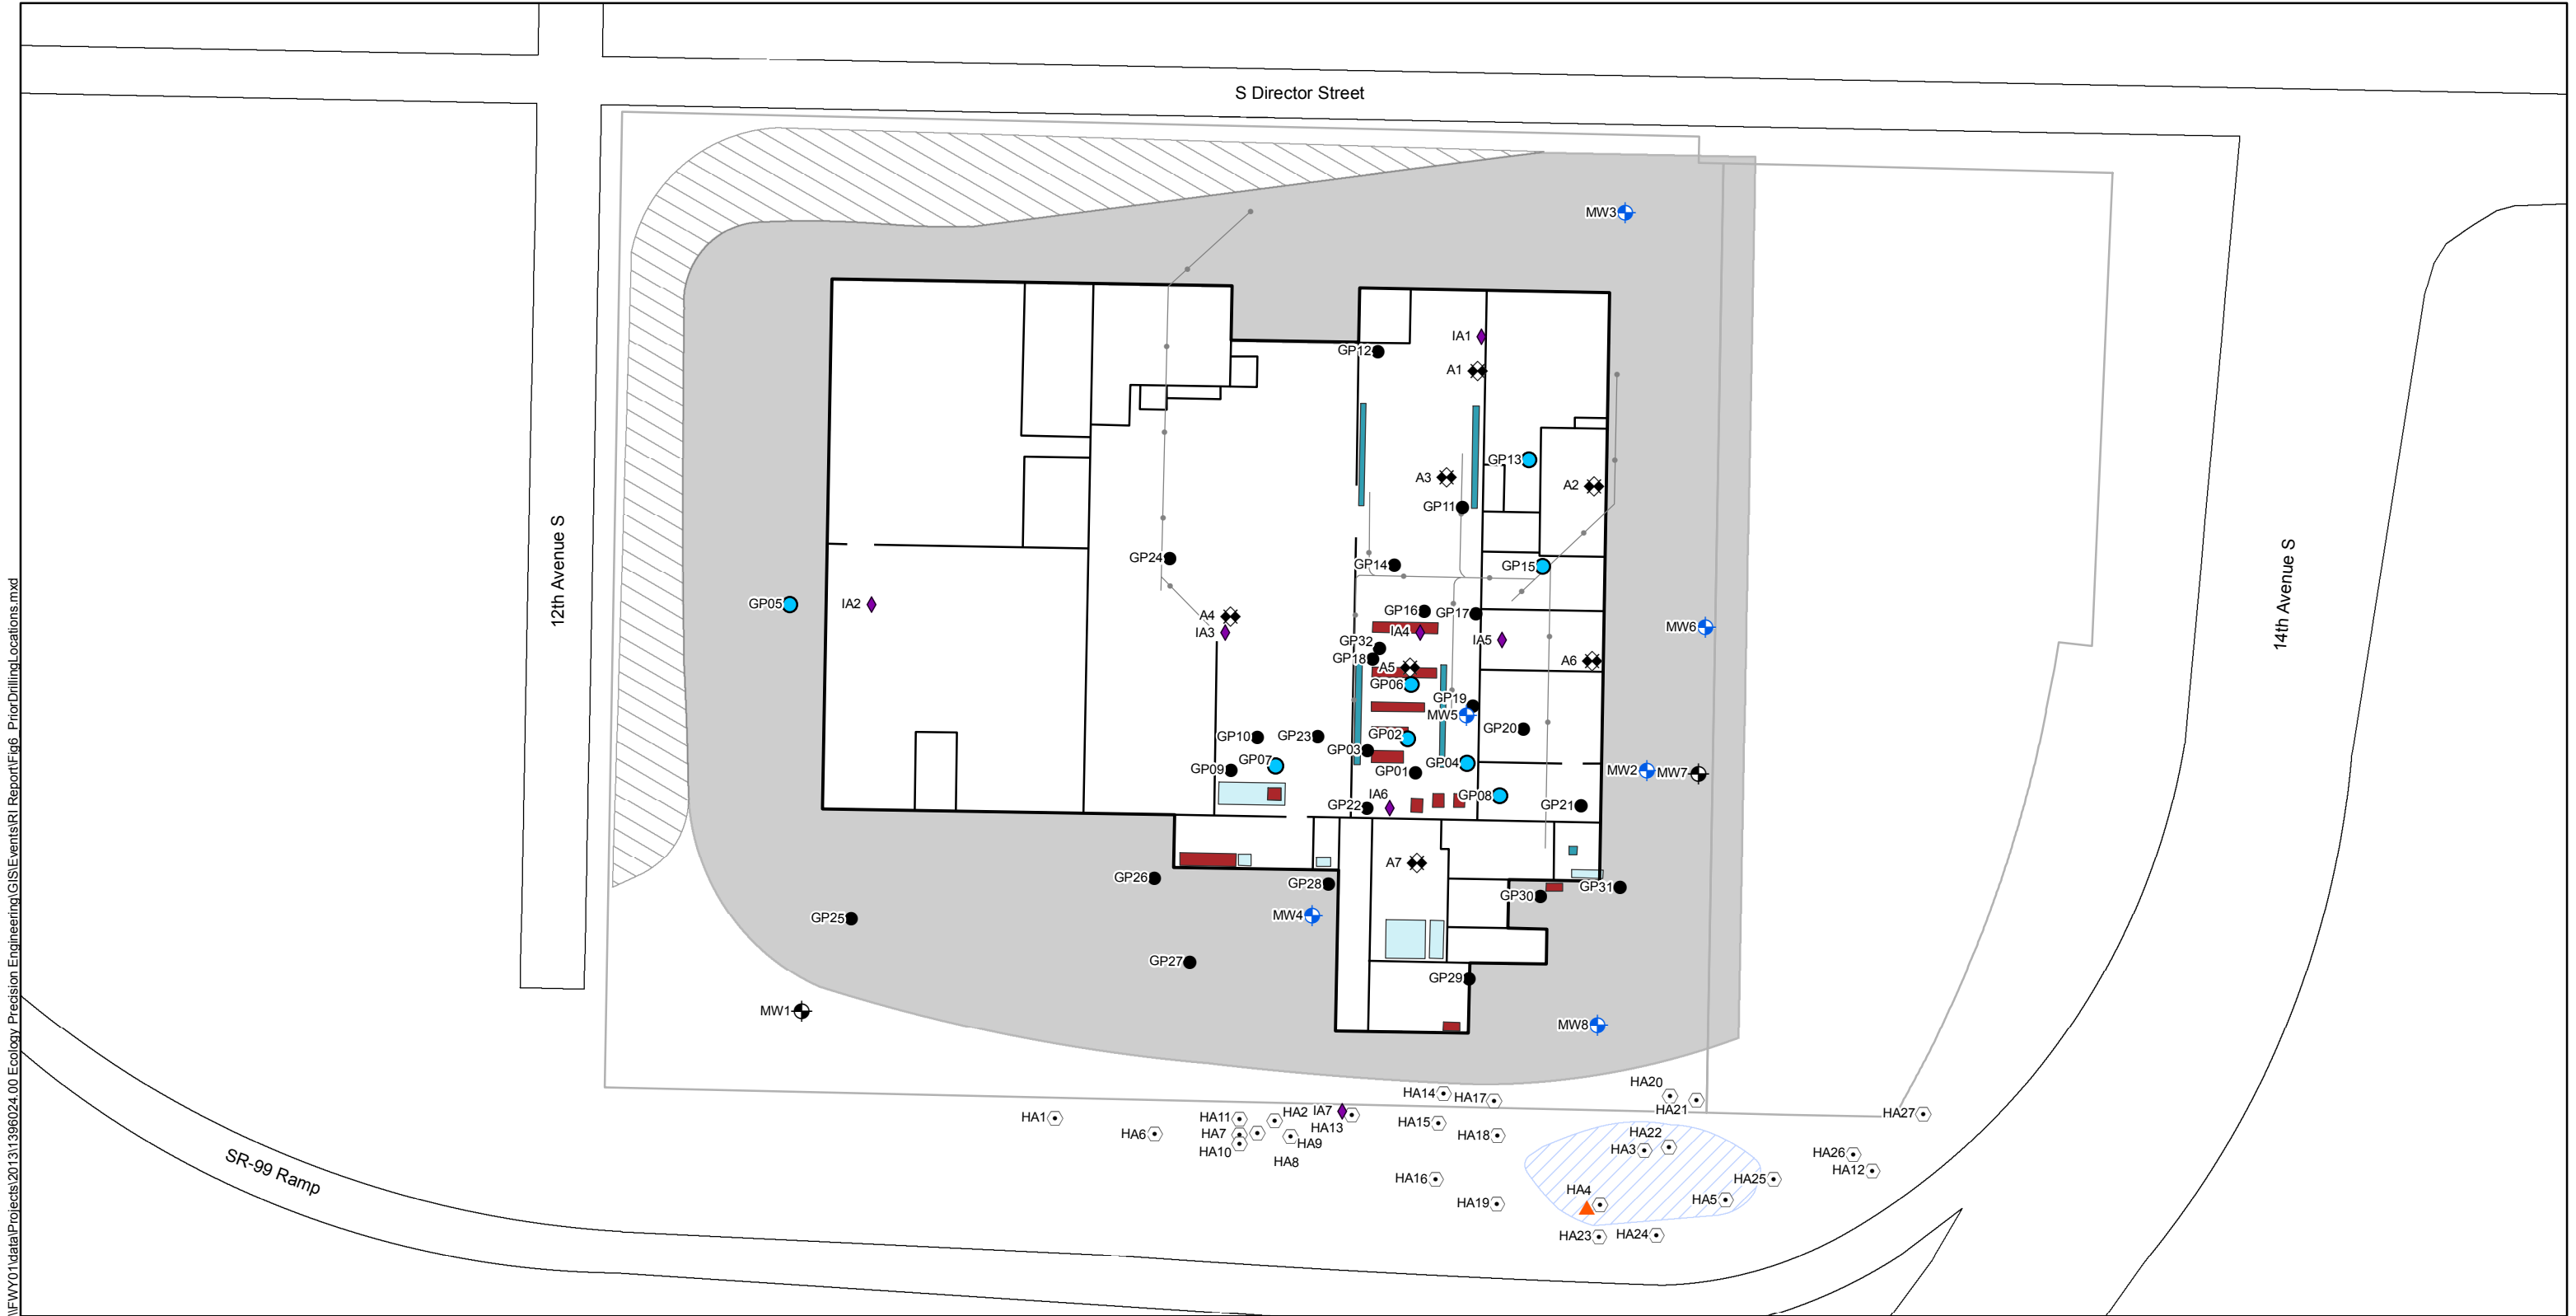 S Director Street
MW3
IA1
GP12
A1
GP13
A3
A2
GP11
12th Avenue S
14th Avenue S
GP24
GP14
GP15
GP05
IA2
A4
GP16
GP17
IA3
IA4
IA5
MW6
GP32
GP18
A5
A6
GP06
GP19
MW5
GP20
GP10
GP23
GP02
GP03
GP09
GP07
GP01
GP04
MW2
MW7
IA6
GP08
GP22
GP21
A7
GP26
GP28
GP31
GP30
GP25
MW4
GP27
GP29
MW1
MW8
HA20
HA14
HA17
HA21
HA1
HA11
HA2
IA7
HA27
HA13
HA15
HA6
HA7
HA18
HA22
HA9
HA10
HA3
HA26
HA8
HA12
SR-99 Ramp
HA16
HA25
HA4
HA19
HA5
HA23
HA24
\\FWY01\data\Projects\2013\1396024.00 Ecology Precision Engineering\GIS\Events\RI Report\Fig6_PriorDrillingLocations.mxd